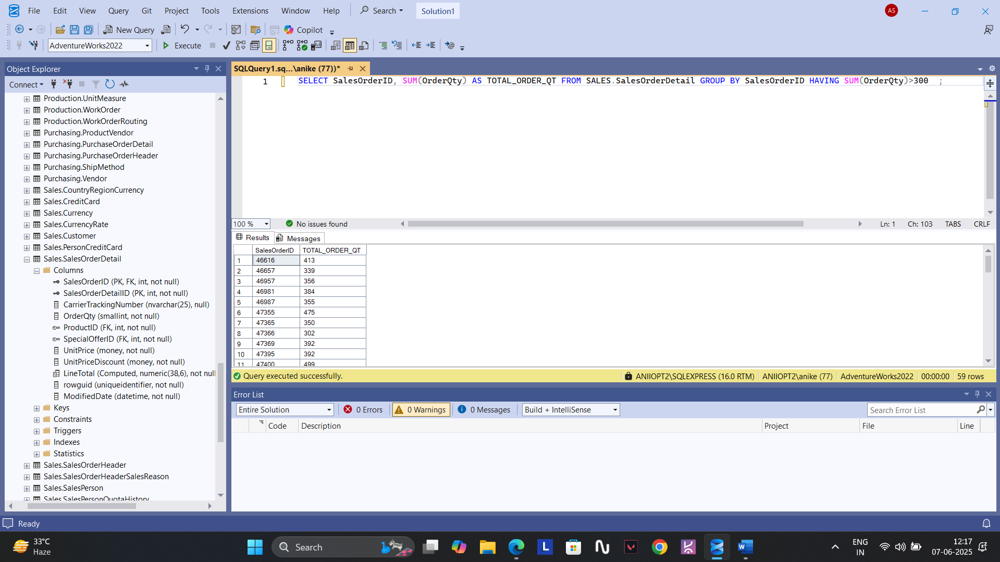 File Edit View Query Git Project Tools Extensions Window Help Search Solution1 AS
New Query Copilot
AdventureWorks2022 Execute
Object Explorer
Connect
Production.UnitMeasure
Production.WorkOrder
Production.WorkOrderRouting
Purchasing.ProductVendor
Purchasing.PurchaseOrderDetail
Purchasing.PurchaseOrderHeader
Purchasing.ShipMethod
Purchasing.Vendor
Sales.CountryRegionCurrency
Sales.CreditCard
Sales.Currency
Sales.CurrencyRate
Sales.Customer
Sales.PersonCreditCard
Sales.SalesOrderDetail
Columns
SalesOrderID (PK, FK, int, not null)
SalesOrderDetailID (PK, int, not null)
CarrierTrackingNumber (nvarchar(25), null)
OrderQty (smallint, not null)
ProductID (FK, int, not null)
SpecialOfferID (FK, int, not null)
UnitPrice (money, not null)
UnitPriceDiscount (money, not null)
LineTotal (Computed, numeric(38,6), not null
rowguid (uniqueidentifier, not null)
ModifiedDate (datetime, not null)
Keys
Constraints
Triggers
Indexes
Statistics
Sales.SalesOrderHeader
Sales.SalesOrderHeaderSalesReason
Sales.SalesPerson
Sales.SalesPersonQuotaHistory
SQLQuery1.sq...\anike (77))*
1 SELECT SalesOrderID, SUM(OrderQty) AS TOTAL_ORDER_QT FROM SALES.SalesOrderDetail GROUP BY SalesOrderID HAVING SUM(OrderQty)>300 ;
100 % No issues found Ln: 1 Ch: 103 TABS CRLF
Results Messages
SalesOrderID TOTAL_ORDER_QT
1 46616 413
2 46657 339
3 46957 356
4 46981 384
5 46987 355
6 47355 475
7 47365 350
8 47366 302
9 47369 392
10 47395 392
11 47400 499
Query executed successfully. ANIIOPT2\SQLEXPRESS (16.0 RTM) ANIIOPT2\anike (77) AdventureWorks2022 00:00:00 59 rows
Error List
Entire Solution 0 Errors 0 Warnings 0 Messages Build + IntelliSense Search Error List
Code Description Project File Line
Ready
33°C
Haze
Search
L
W
ENG
IN
12:17
07-06-2025